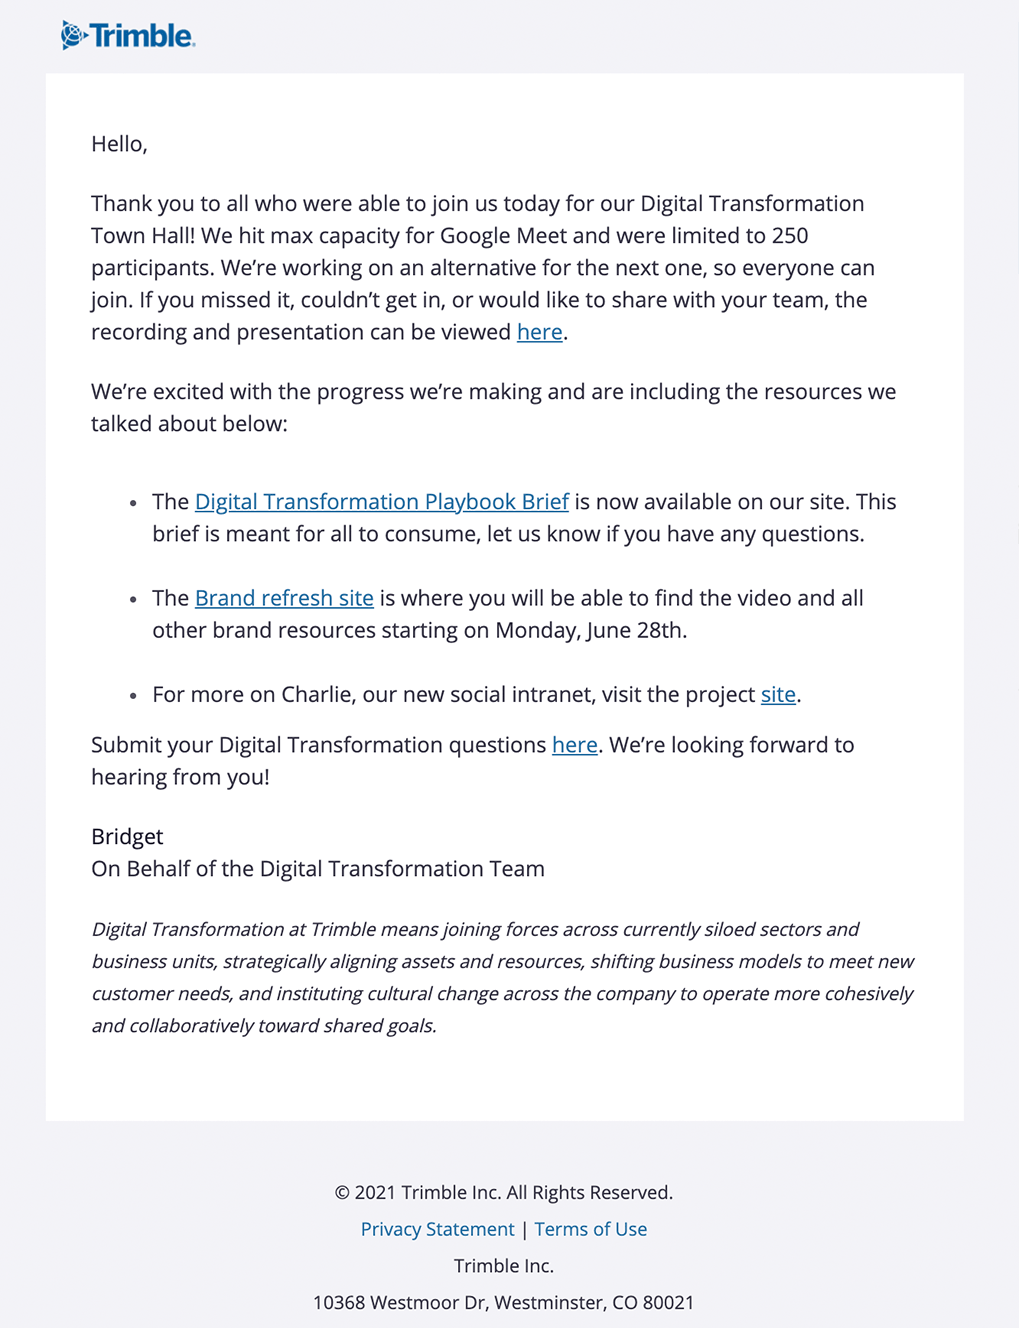 Trimble
Hello,
Thank you to all who were able to join us today for our Digital Transformation
Town Hall! We hit max capacity for Google Meet and were limited to 250
participants. We’re working on an alternative for the next one, so everyone can
join. If you missed it, couldn’t get in, or would like to share with your team, the
recording and presentation can be viewed here.
We’re excited with the progress we’re making and are including the resources we
talked about below:
• The Digital Transformation Playbook Brief is now available on our site. This
brief is meant for all to consume, let us know if you have any questions.
• The Brand refresh site is where you will be able to find the video and all
other brand resources starting on Monday, June 28th.
• For more on Charlie, our new social intranet, visit the project site.
Submit your Digital Transformation questions here. We’re looking forward to
hearing from you!
Bridget
On Behalf of the Digital Transformation Team
Digital Transformation at Trimble means joining forces across currently siloed sectors and
business units, strategically aligning assets and resources, shifting business models to meet new
customer needs, and instituting cultural change across the company to operate more cohesively
and collaboratively toward shared goals.
© 2021 Trimble Inc. All Rights Reserved.
Privacy Statement | Terms of Use
Trimble Inc.
10368 Westmoor Dr, Westminster, CO 80021